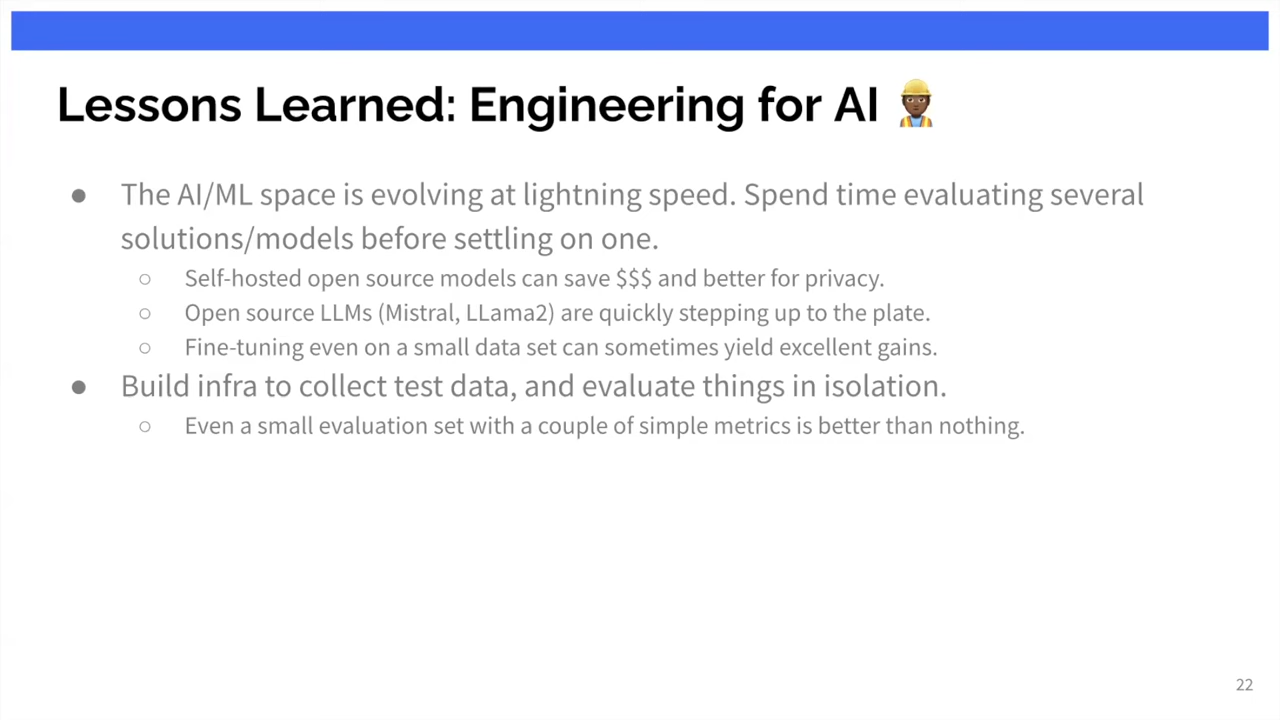 Lessons Learned: Engineering for AI 👷🏾
● The AI/ML space is evolving at lightning speed. Spend time evaluating several
solutions/models before settling on one.
○ Self-hosted open source models can save $$$ and better for privacy.
○ Open source LLMs (Mistral, LLama2) are quickly stepping up to the plate.
○ Fine-tuning even on a small data set can sometimes yield excellent gains.
● Build infra to collect test data, and evaluate things in isolation.
○ Even a small evaluation set with a couple of simple metrics is better than nothing.
22